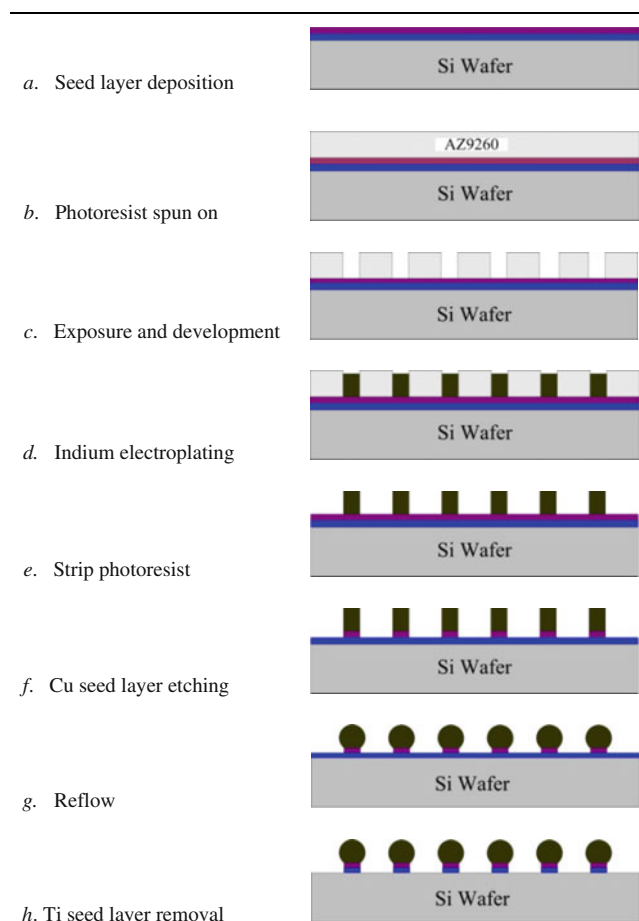 Si Wafer
a. Seed layer deposition
AZ9260
Si Wafer
b. Photoresist spun on
Si Wafer
c. Exposure and development
Si Wafer
d. Indium electroplating
Si Wafer
e. Strip photoresist
Si Wafer
f. Cu seed layer etching
Si Wafer
g. Reflow
Si Wafer
h. Ti seed layer removal